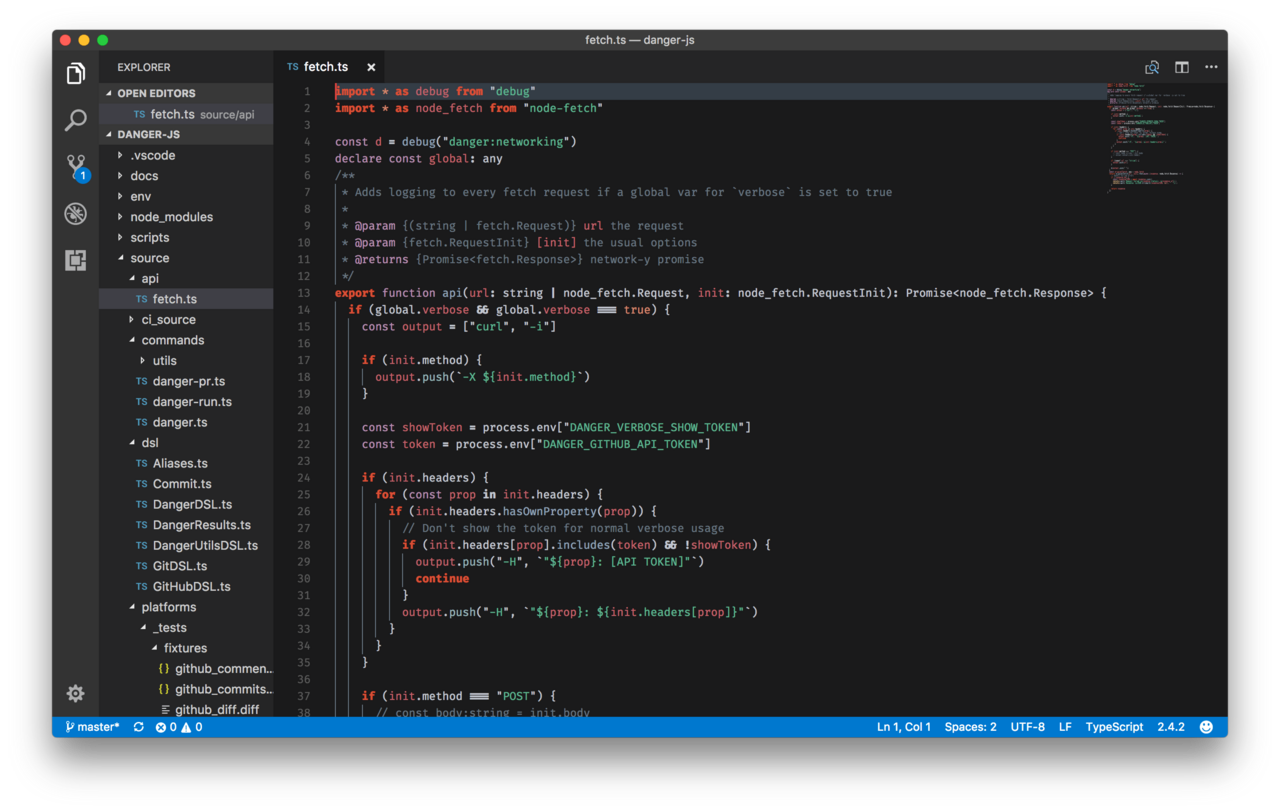 fetch.ts — danger-js
EXPLORER
OPEN EDITORS
TS fetch.ts source/api
DANGER-JS
.vscode
docs
env
node_modules
scripts
source
api
TS fetch.ts
ci_source
commands
utils
TS danger-pr.ts
TS danger-run.ts
TS danger.ts
dsl
TS Aliases.ts
TS Commit.ts
TS DangerDSL.ts
TS DangerResults.ts
TS DangerUtilsDSL.ts
TS GitDSL.ts
TS GitHubDSL.ts
platforms
_tests
fixtures
{} github_commen...
{} github_commits...
github_diff.diff
1
TS fetch.ts ×
1 import * as debug from "debug"
2 import * as node_fetch from "node-fetch"
3
4 const d = debug("danger:networking")
5 declare const global: any
6 /**
7  * Adds logging to every fetch request if a global var for `verbose` is set to true
8  *
9  * @param {(string | fetch.Request)} url the request
10  * @param {fetch.RequestInit} [init] the usual options
11  * @returns {Promise<fetch.Response>} network-y promise
12  */
13 export function api(url: string | node_fetch.Request, init: node_fetch.RequestInit): Promise<node_fetch.Response> {
14   if (global.verbose && global.verbose === true) {
15     const output = ["curl", "-i"]
16
17     if (init.method) {
18       output.push(`-X ${init.method}`)
19     }
20
21     const showToken = process.env["DANGER_VERBOSE_SHOW_TOKEN"]
22     const token = process.env["DANGER_GITHUB_API_TOKEN"]
23
24     if (init.headers) {
25       for (const prop in init.headers) {
26         if (init.headers.hasOwnProperty(prop)) {
27           // Don't show the token for normal verbose usage
28           if (init.headers[prop].includes(token) && !showToken) {
29             output.push("-H", `"${prop}: [API TOKEN]"`)
30             continue
31           }
32           output.push("-H", `"${prop}: ${init.headers[prop]}"`)
33         }
34       }
35     }
36
37     if (init.method === "POST") {
38       // const body:string = init.body
master* 0 0
Ln 1, Col 1 Spaces: 2 UTF-8 LF TypeScript 2.4.2